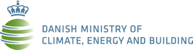 DANISH MINISTRY OF
CLIMATE, ENERGY AND BUILDING